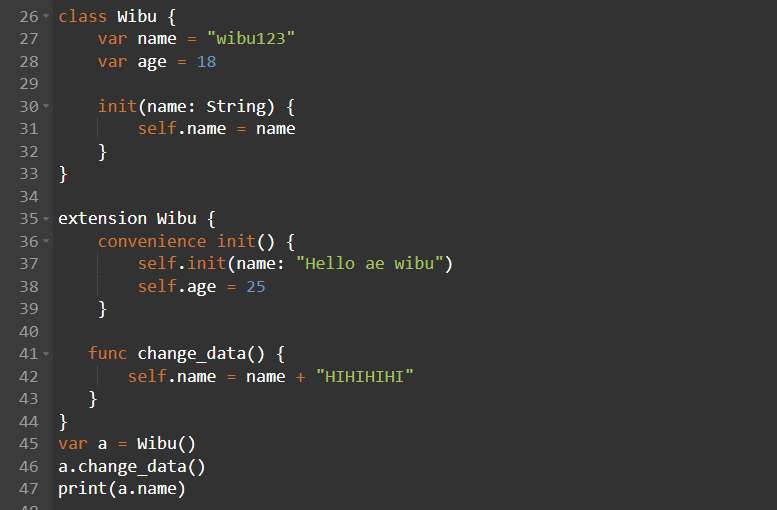 26 class Wibu {
27     var name = "wibu123"
28     var age = 18
29
30     init(name: String) {
31         self.name = name
32     }
33 }
34
35 extension Wibu {
36     convenience init() {
37         self.init(name: "Hello ae wibu")
38         self.age = 25
39     }
40
41    func change_data() {
42        self.name = name + "HIHIHIHI"
43    }
44 }
45 var a = Wibu()
46 a.change_data()
47 print(a.name)